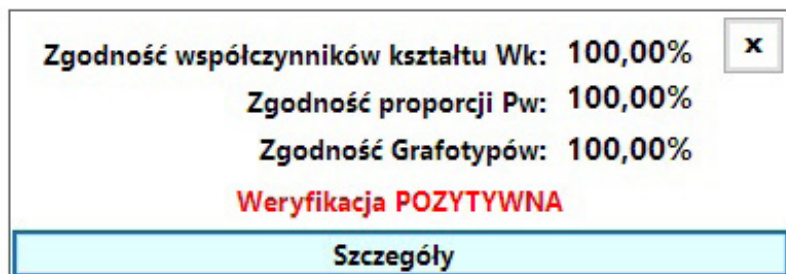 Zgodność współczynników kształtu Wk: 100,00% x
Zgodność proporcji Pw: 100,00%
Zgodność Grafotypów: 100,00%
Weryfikacja POZYTYWNA
Szczegóły